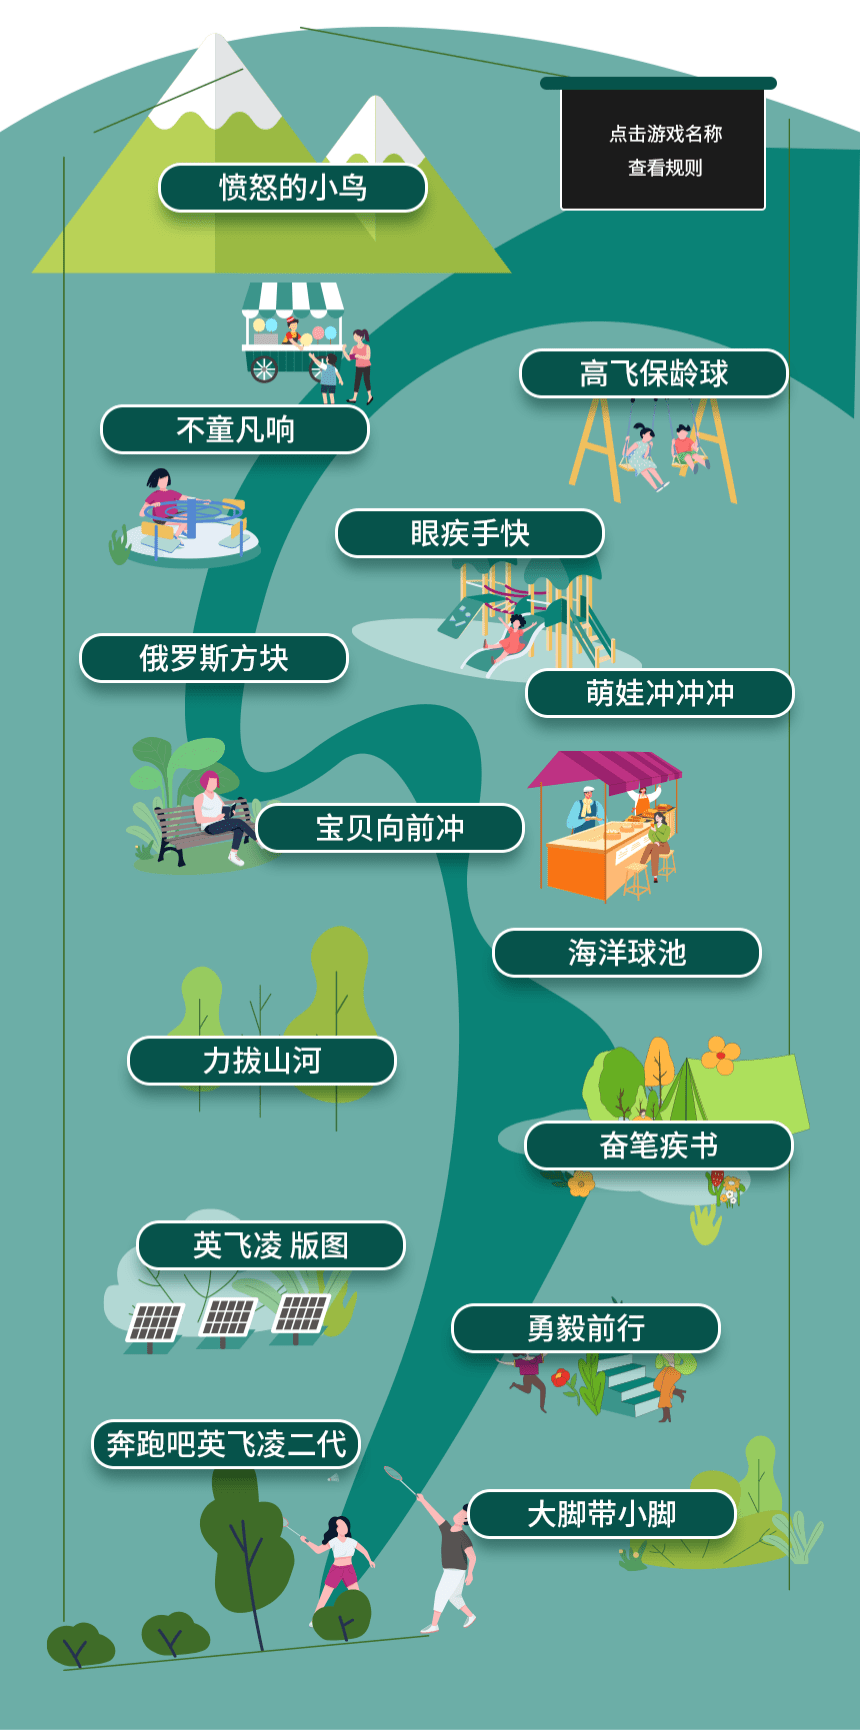 点击游戏名称
查看规则
愤怒的小鸟
高飞保龄球
不童凡响
眼疾手快
俄罗斯方块
萌娃冲冲冲
宝贝向前冲
海洋球池
力拔山河
奋笔疾书
英飞凌 版图
勇毅前行
奔跑吧英飞凌二代
大脚带小脚